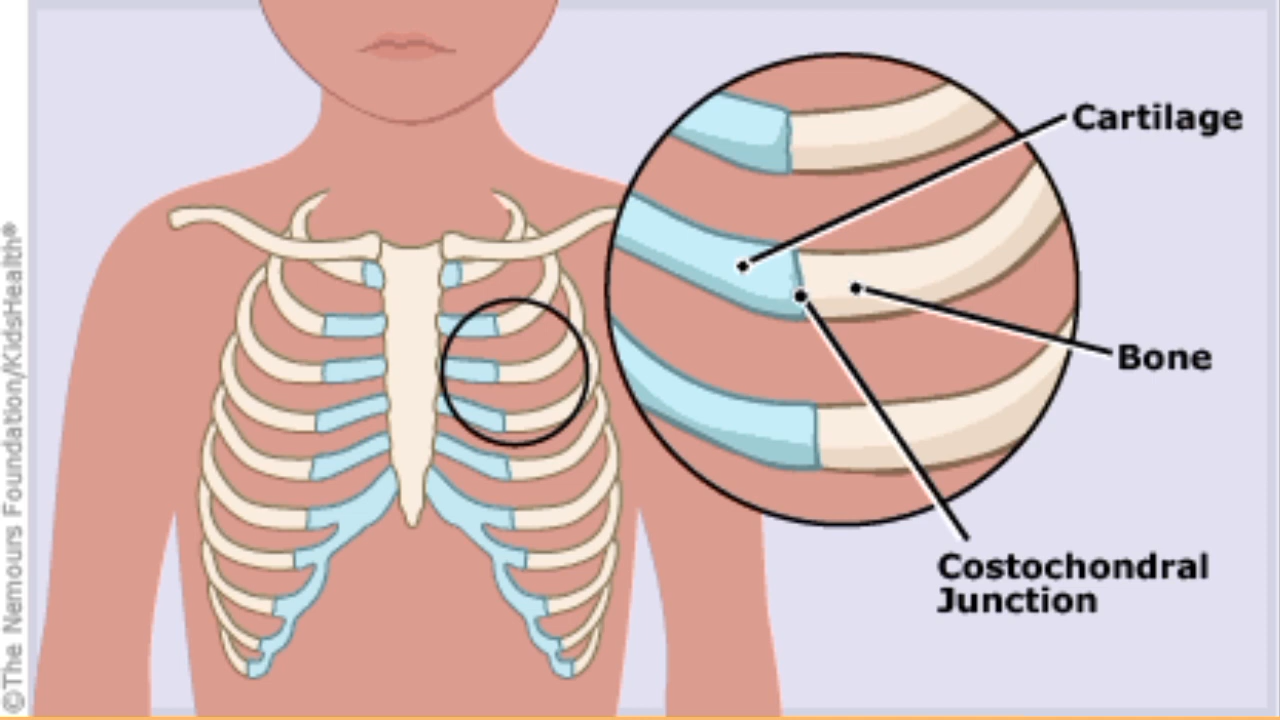 Cartilage
Bone
Costochondral
Junction
©The Nemours Foundation/KidsHealth®